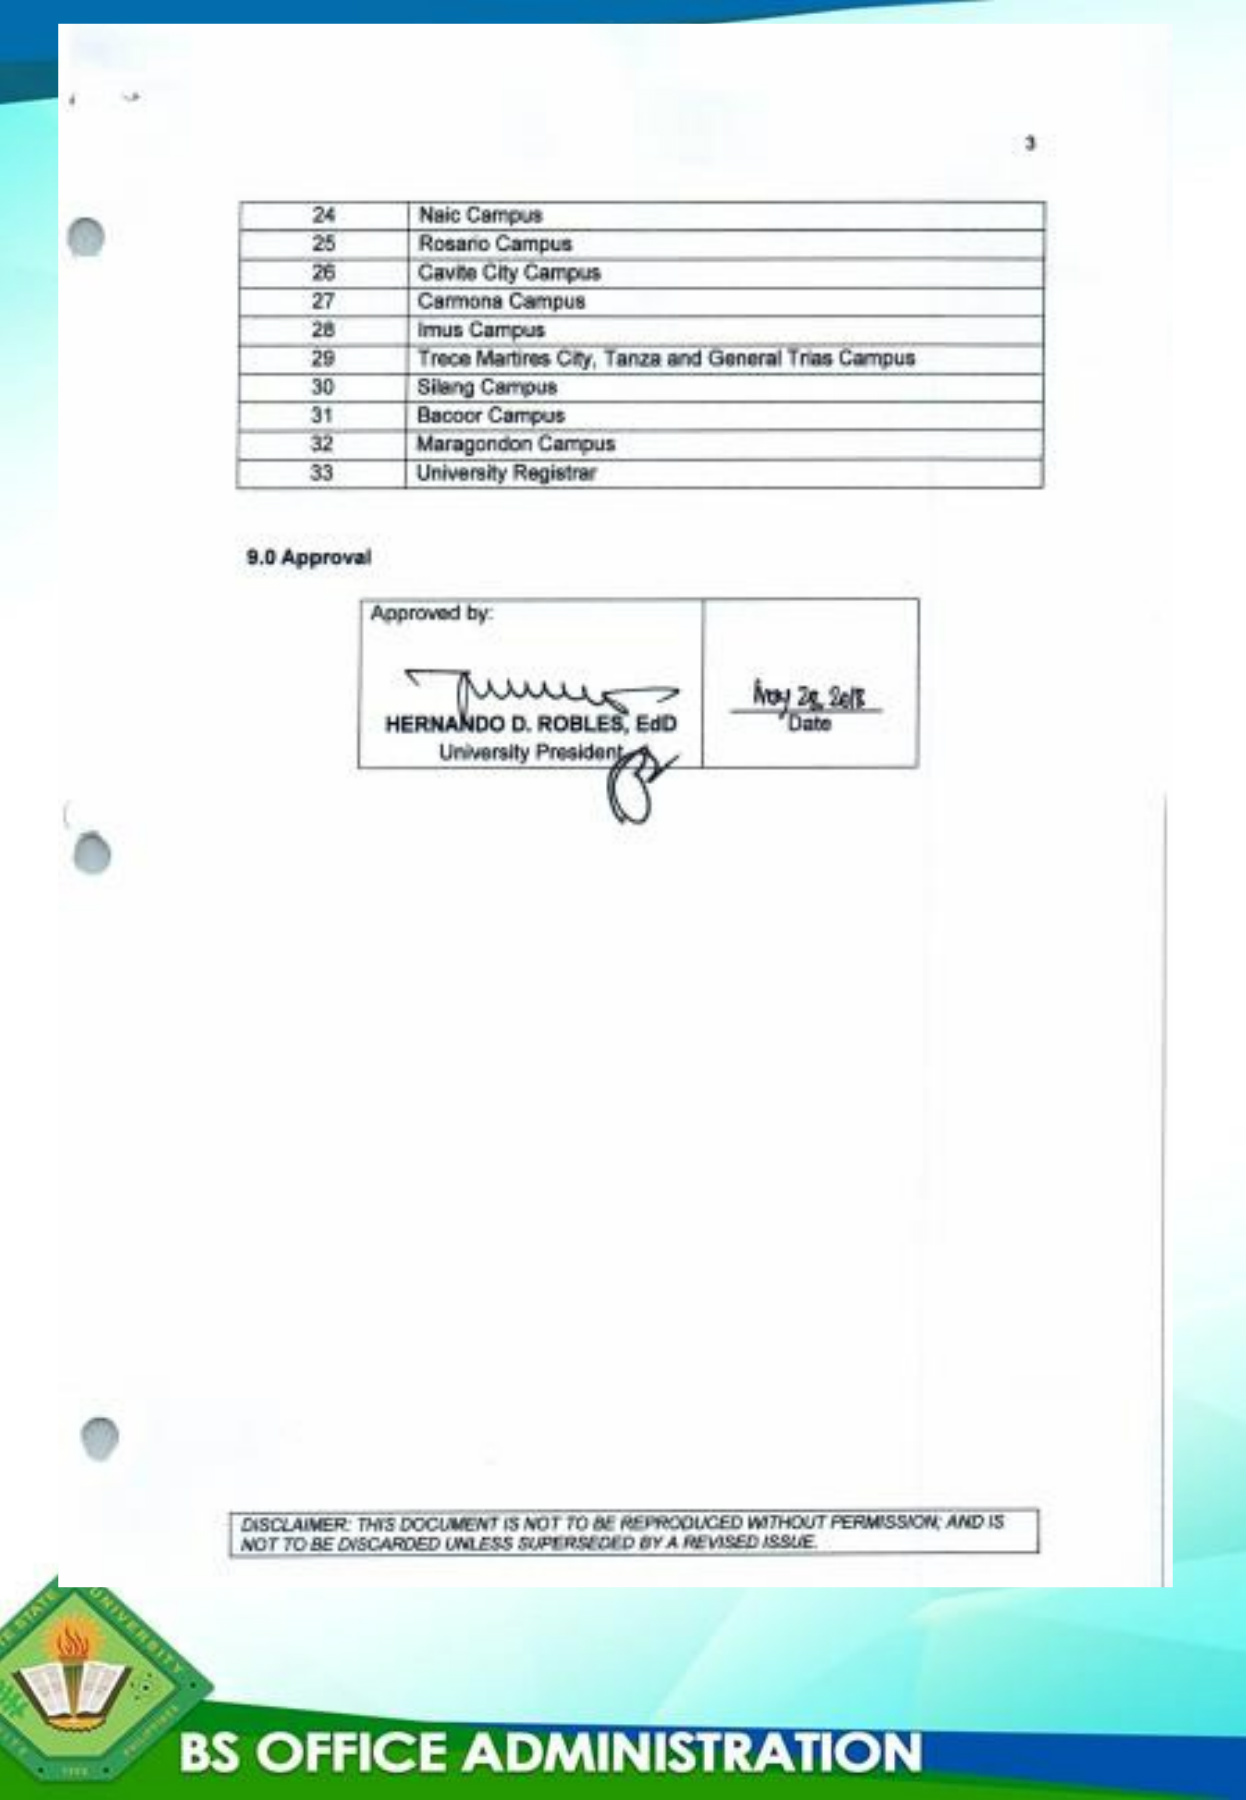 3
24 Naic Campus
25 Rosario Campus
26 Cavite City Campus
27 Carmona Campus
28 Imus Campus
29 Trece Martires City, Tanza and General Trias Campus
30 Silang Campus
31 Bacoor Campus
32 Maragondon Campus
33 University Registrar
9.0 Approval
Approved by:
HERNANDO D. ROBLES, EdD
University President
28, 2018
Date
DISCLAIMER: THIS DOCUMENT IS NOT TO BE REPRODUCED WITHOUT PERMISSION; AND IS
NOT TO BE DISCARDED UNLESS SUPERSEDED BY A REVISED ISSUE.
STATE UNIVERSITY
BS OFFICE ADMINISTRATION